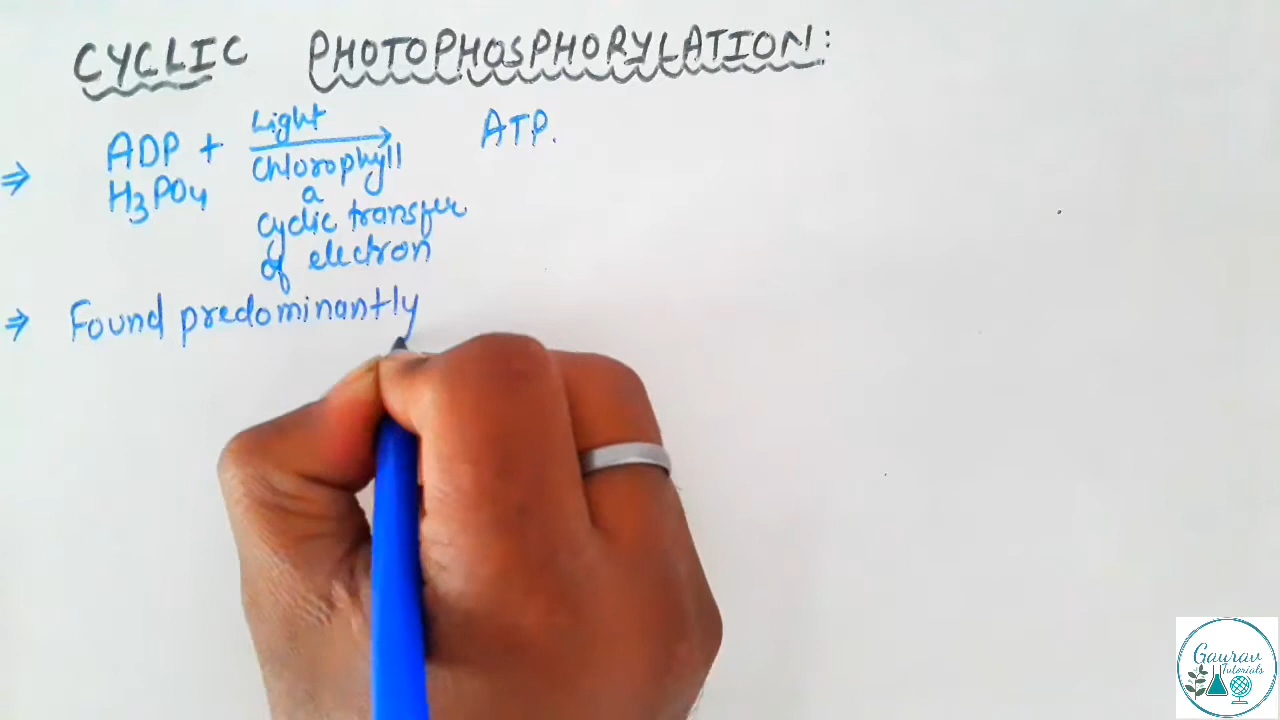 CYCLIC PHOTOPHOSPHORYLATION:
⇒ ADP + Light ATP.
H3PO4 Chlorophyll
a
cyclic transfer
of electron
⇒ Found predominantly
Gaurav
Tutorials